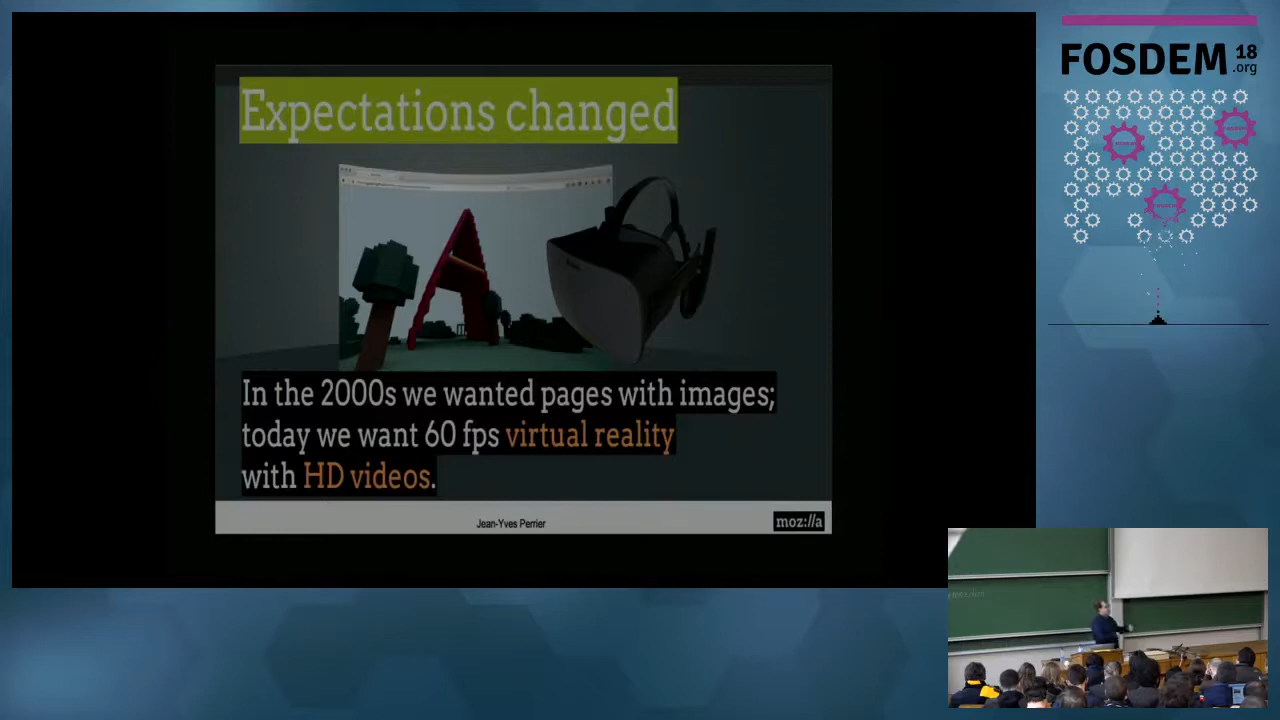 Expectations changed
In the 2000s we wanted pages with images;
today we want 60 fps virtual reality
with HD videos.
Jean-Yves Perrier
moz://a
FOSDEM 18
.org